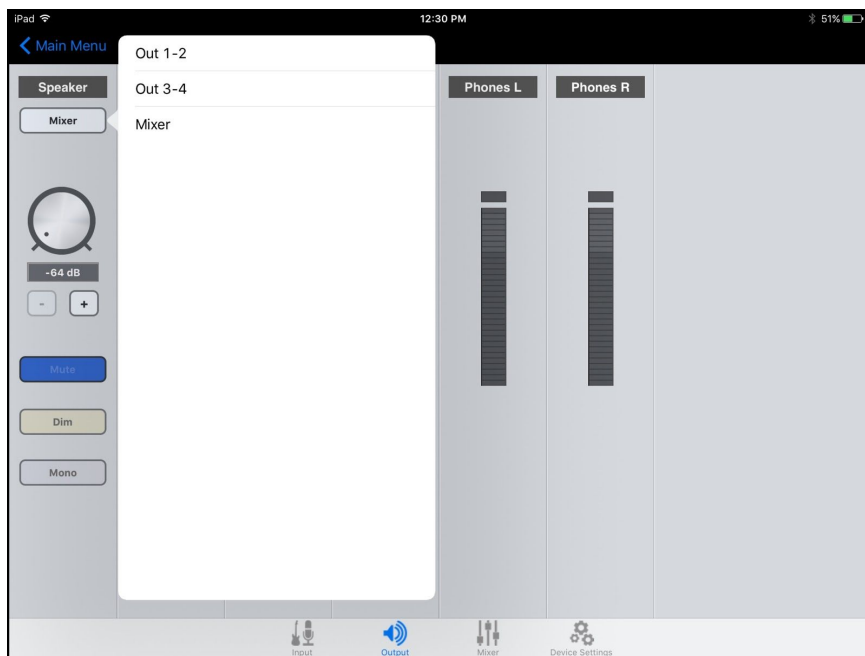 iPad 12:30 PM 51%
Main Menu
Out 1-2
Out 3-4
Mixer
Speaker
Mixer
-64 dB
- +
Mute
Dim
Mono
Phones L
Phones R
Input
Output
Mixer
Device Settings